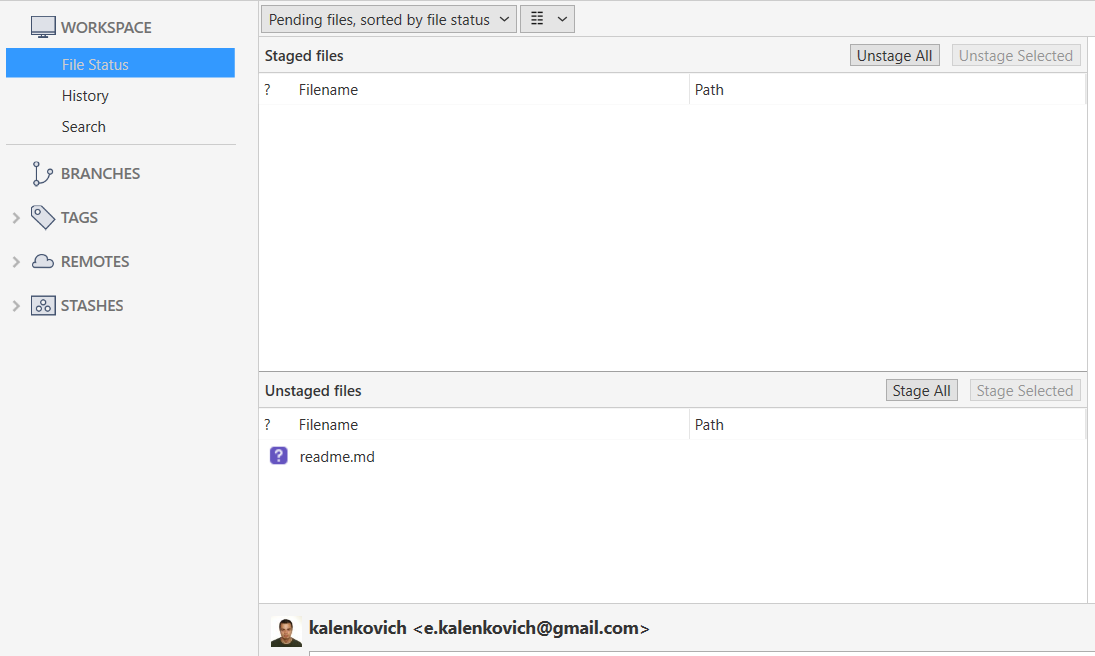 WORKSPACE
File Status
History
Search
BRANCHES
TAGS
REMOTES
STASHES
Pending files, sorted by file status
Staged files Unstage All Unstage Selected
? Filename Path
Unstaged files Stage All Stage Selected
? Filename Path
? readme.md
kalenkovich <e.kalenkovich@gmail.com>